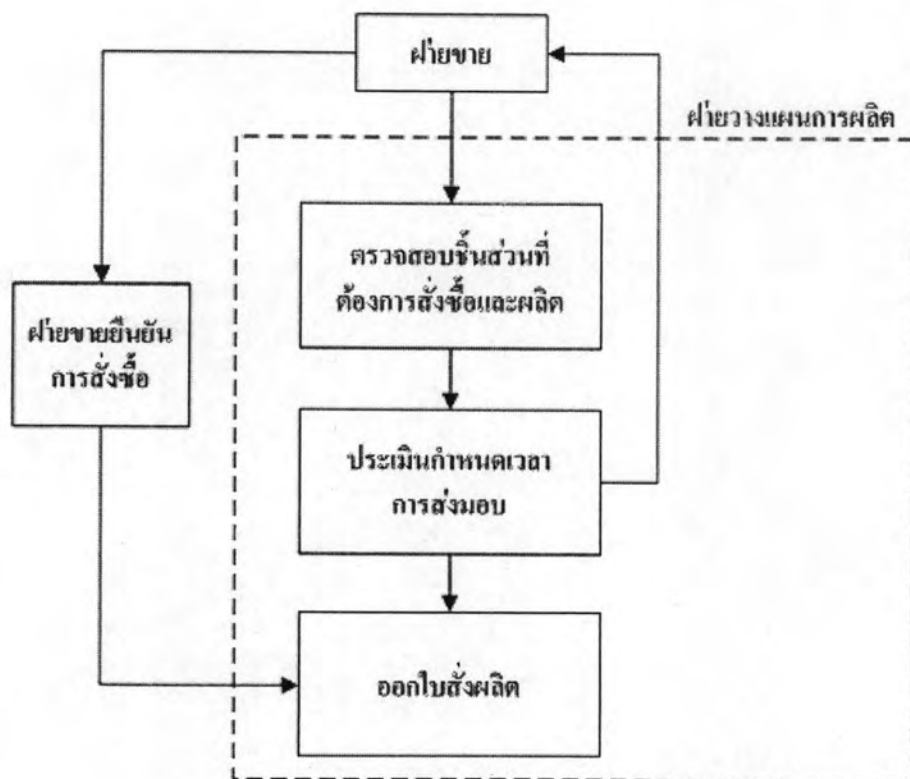 ฝ่ายขาย
ฝ่ายวางแผนการผลิต
ตรวจสอบชิ้นส่วนที่
ต้องการสั่งซื้อและผลิต
ฝ่ายขายยืนยัน
การสั่งซื้อ
ประเมินกำหนดเวลา
การส่งมอบ
ออกใบสั่งผลิต